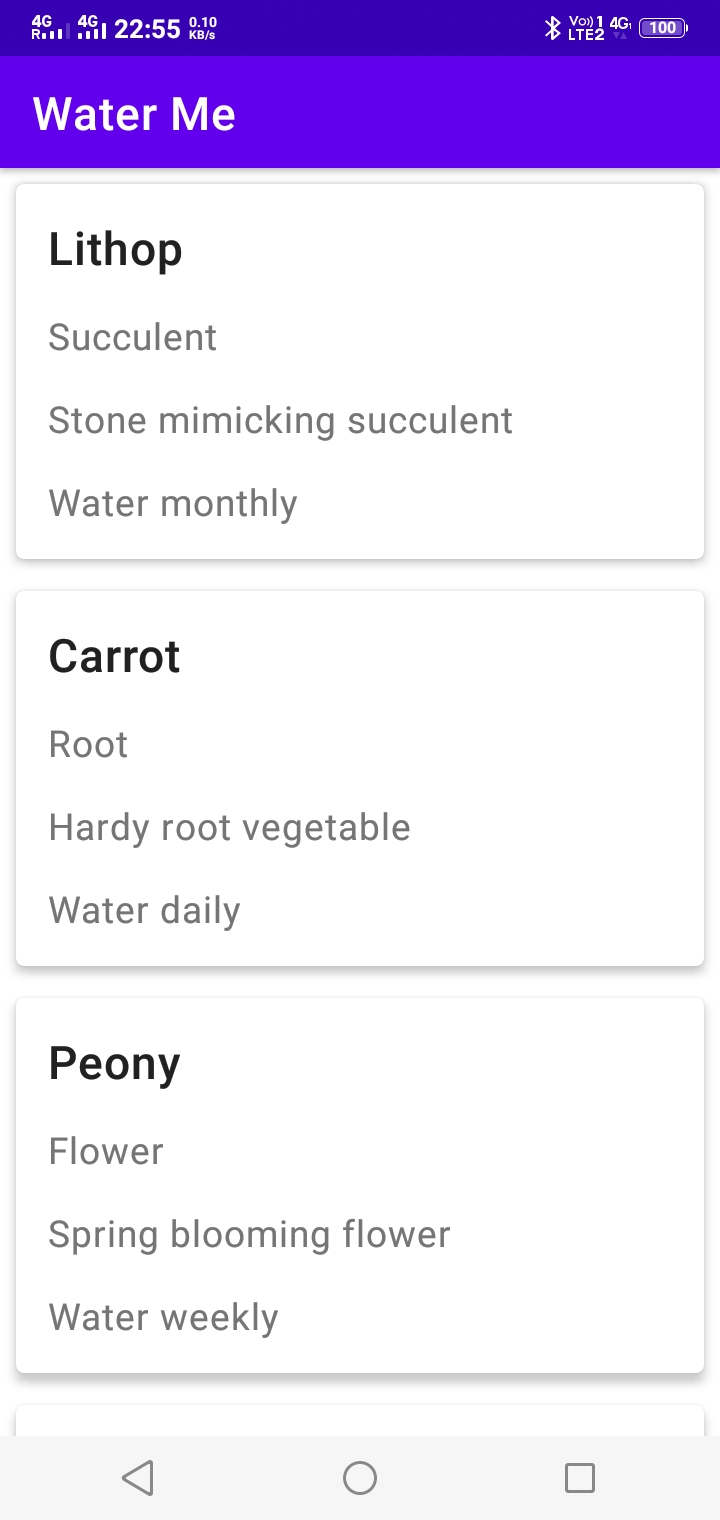 4G 4G 22:55 0.10 Vo)) 1 4G 100
R KB/s LTE2
Water Me
Lithop
Succulent
Stone mimicking succulent
Water monthly
Carrot
Root
Hardy root vegetable
Water daily
Peony
Flower
Spring blooming flower
Water weekly